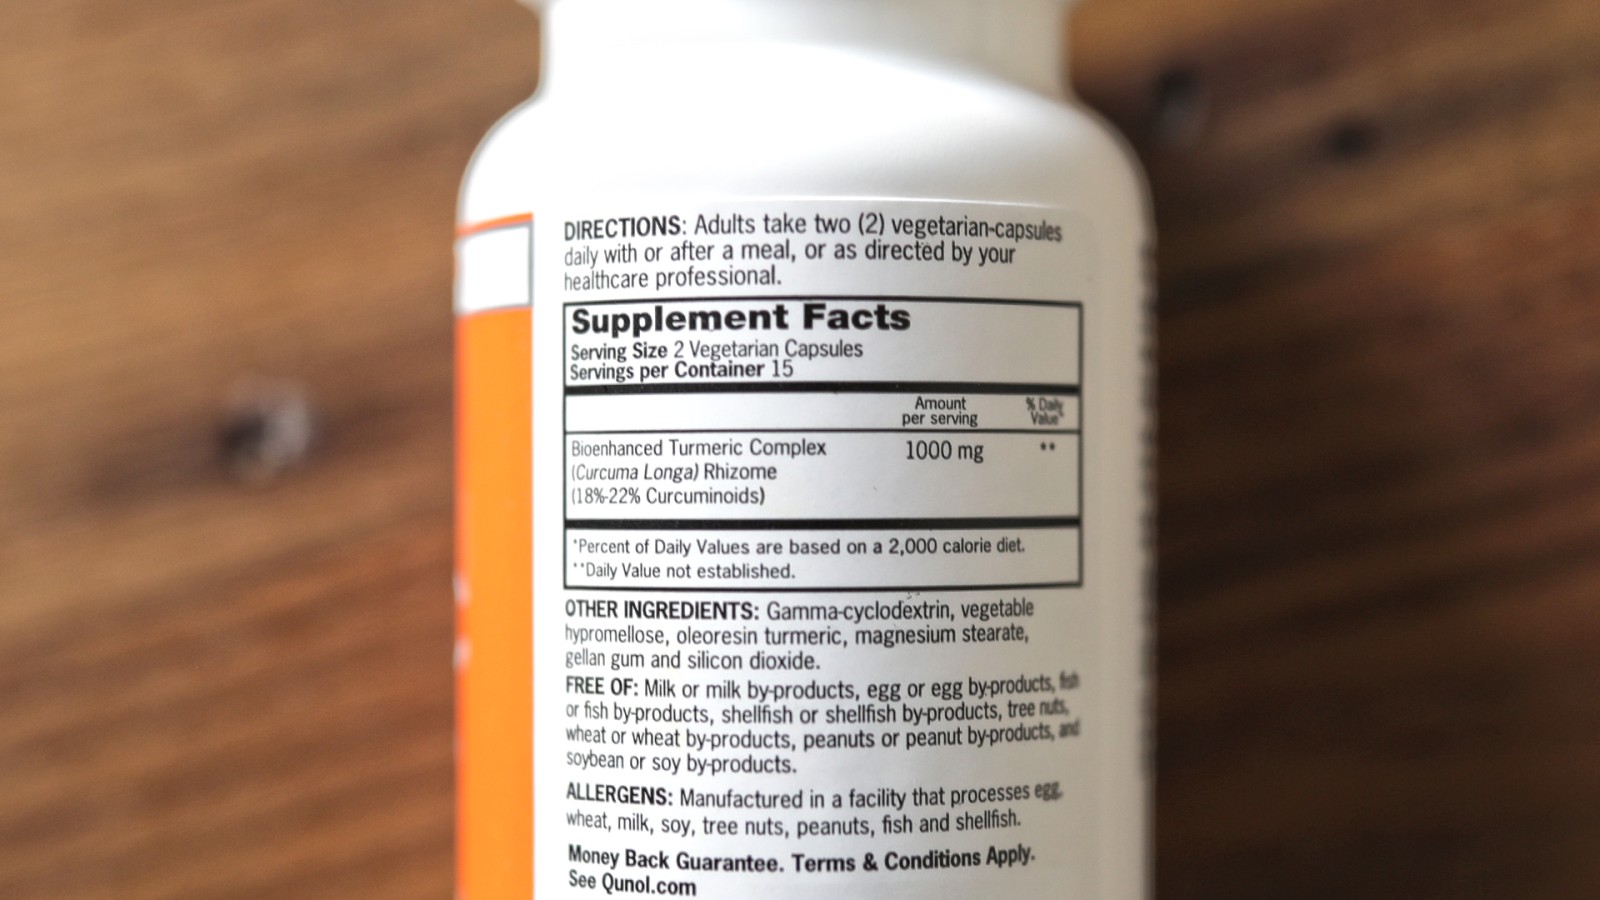 DIRECTIONS: Adults take two (2) vegetarian-capsules
daily with or after a meal, or as directed by your
healthcare professional.
Supplement Facts
Serving Size 2 Vegetarian Capsules
Servings per Container 15
Amount
per serving
% Daily
Value*
Bioenhanced Turmeric Complex 1000 mg **
(Curcuma Longa) Rhizome
(18%-22% Curcuminoids)
*Percent of Daily Values are based on a 2,000 calorie diet.
**Daily Value not established.
OTHER INGREDIENTS: Gamma-cyclodextrin, vegetable
hypromellose, oleoresin turmeric, magnesium stearate,
gellan gum and silicon dioxide.
FREE OF: Milk or milk by-products, egg or egg by-products, fish
or fish by-products, shellfish or shellfish by-products, tree nuts,
wheat or wheat by-products, peanuts or peanut by-products, and
soybean or soy by-products.
ALLERGENS: Manufactured in a facility that processes egg,
wheat, milk, soy, tree nuts, peanuts, fish and shellfish.
Money Back Guarantee. Terms & Conditions Apply.
See Qunol.com